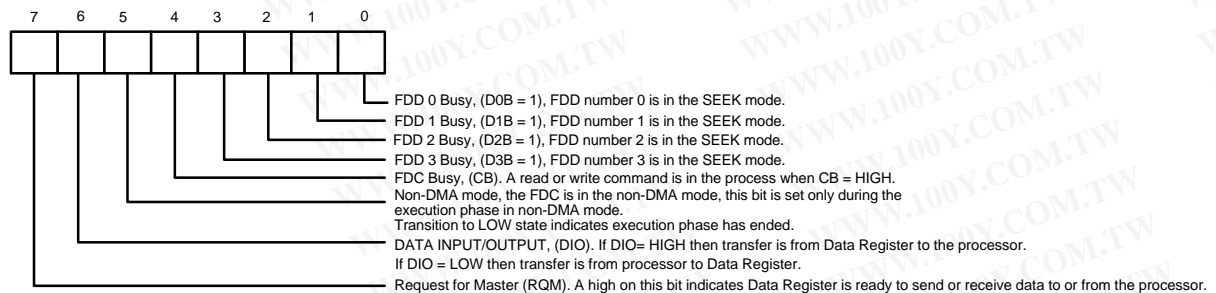 7 6 5 4 3 2 1 0
FDD 0 Busy, (D0B = 1), FDD number 0 is in the SEEK mode.
FDD 1 Busy, (D1B = 1), FDD number 1 is in the SEEK mode.
FDD 2 Busy, (D2B = 1), FDD number 2 is in the SEEK mode.
FDD 3 Busy, (D3B = 1), FDD number 3 is in the SEEK mode.
FDC Busy, (CB). A read or write command is in the process when CB = HIGH.
Non-DMA mode, the FDC is in the non-DMA mode, this bit is set only during the
execution phase in non-DMA mode.
Transition to LOW state indicates execution phase has ended.
DATA INPUT/OUTPUT, (DIO). If DIO= HIGH then transfer is from Data Register to the processor.
If DIO = LOW then transfer is from processor to Data Register.
Request for Master (RQM). A high on this bit indicates Data Register is ready to send or receive data to or from the processor.
WWW.100Y.COM.TW